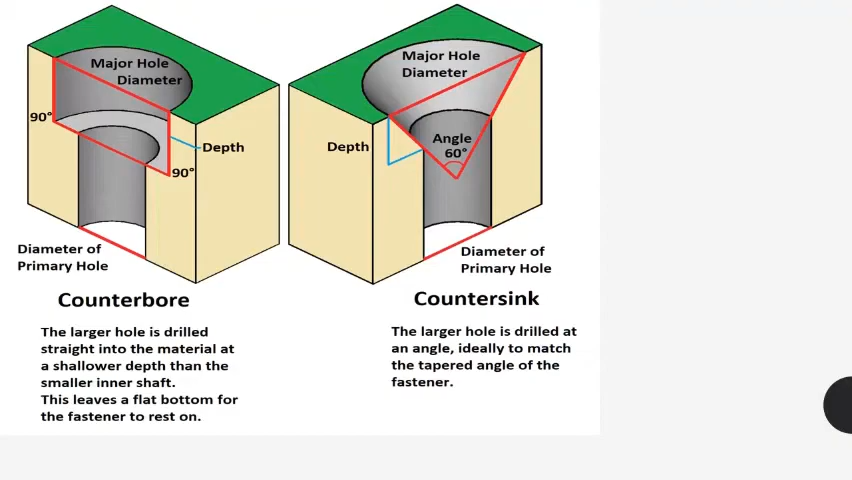 Major Hole
Diameter
90°
Depth
90°
Diameter of
Primary Hole
Counterbore
The larger hole is drilled
straight into the material at
a shallower depth than the
smaller inner shaft.
This leaves a flat bottom for
the fastener to rest on.
Major Hole
Diameter
Depth
Angle
60°
Diameter of
Primary Hole
Countersink
The larger hole is drilled at
an angle, ideally to match
the tapered angle of the
fastener.